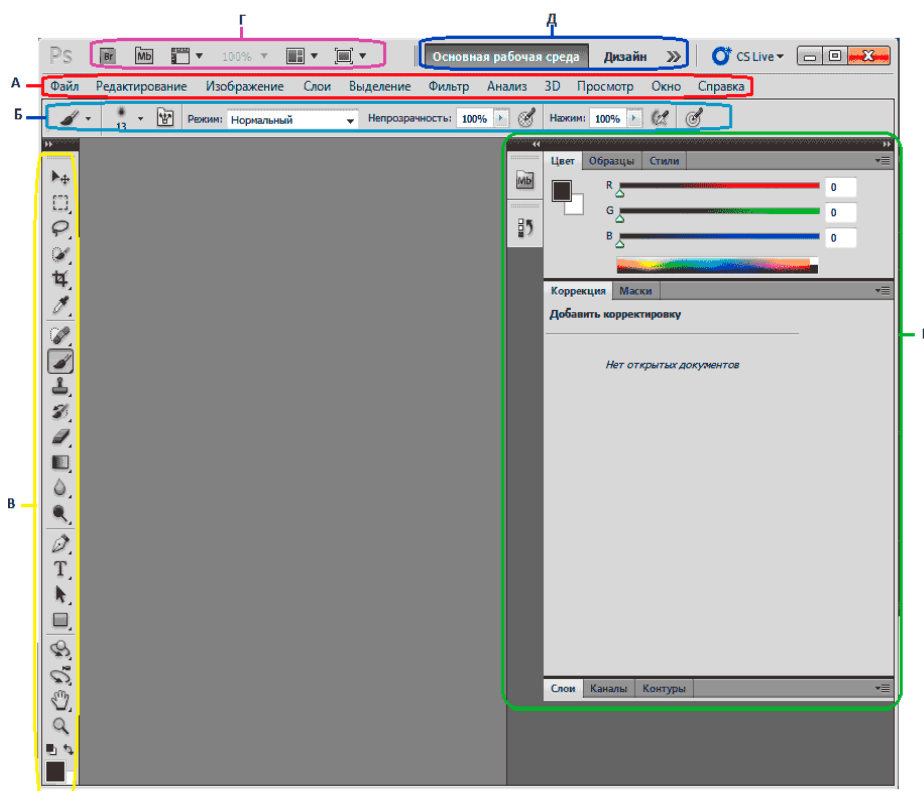 Г Д
Ps Br Mb 100% Основная рабочая среда Дизайн CS Live
А Файл Редактирование Изображение Слои Выделение Фильтр Анализ 3D Просмотр Окно Справка
Б 13 Режим: Нормальный Непрозрачность: 100% Нажим: 100%
Цвет Образцы Стили
Mb
R 0
G 0
B 0
Коррекция Маски
Добавить корректировку
Нет открытых документов
В
T
Слои Каналы Контуры